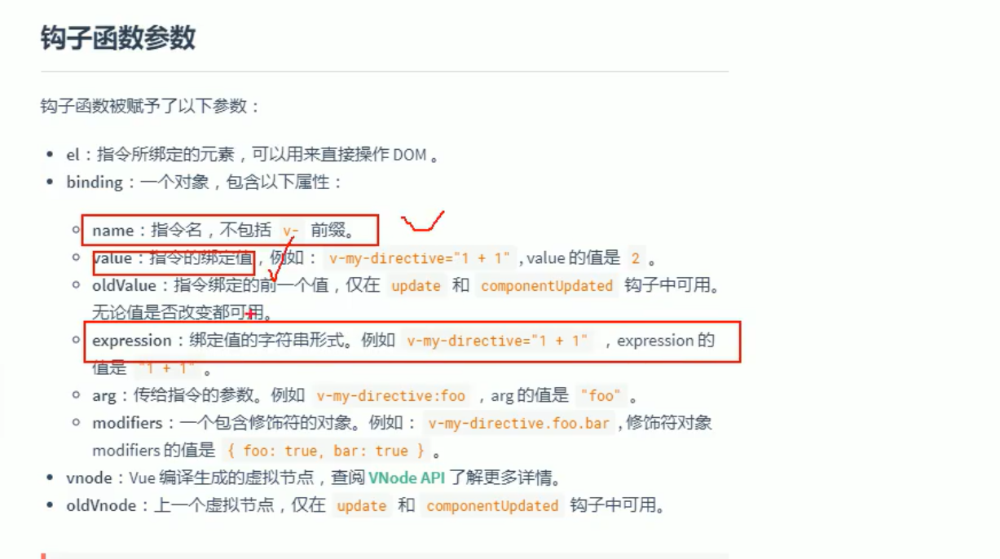 钩子函数参数
钩子函数被赋予了以下参数：
el：指令所绑定的元素，可以用来直接操作 DOM 。
binding：一个对象，包含以下属性：
name：指令名，不包括 v- 前缀。
value：指令的绑定值，例如： v-my-directive="1 + 1" , value 的值是 2 。
oldValue：指令绑定的前一个值，仅在 update 和 componentUpdated 钩子中可用。
无论值是否改变都可用。
expression：绑定值的字符串形式。例如 v-my-directive="1 + 1" ，expression 的
值是 "1 + 1" 。
arg：传给指令的参数。例如 v-my-directive:foo ，arg 的值是 "foo" 。
modifiers：一个包含修饰符的对象。例如： v-my-directive.foo.bar , 修饰符对象
modifiers 的值是 { foo: true, bar: true } 。
vnode：Vue 编译生成的虚拟节点，查阅 VNode API 了解更多详情。
oldVnode：上一个虚拟节点，仅在 update 和 componentUpdated 钩子中可用。